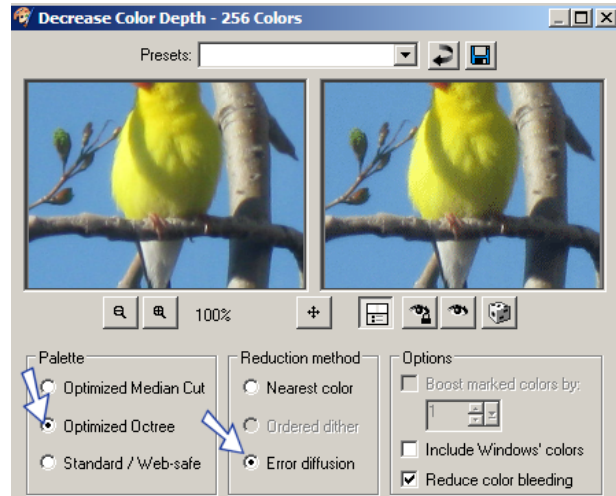 Decrease Color Depth - 256 Colors
Presets:
100%
Palette
Optimized Median Cut
Optimized Octree
Standard / Web-safe
Reduction method
Nearest color
Ordered dither
Error diffusion
Options
Boost marked colors by:
1
Include Windows' colors
Reduce color bleeding